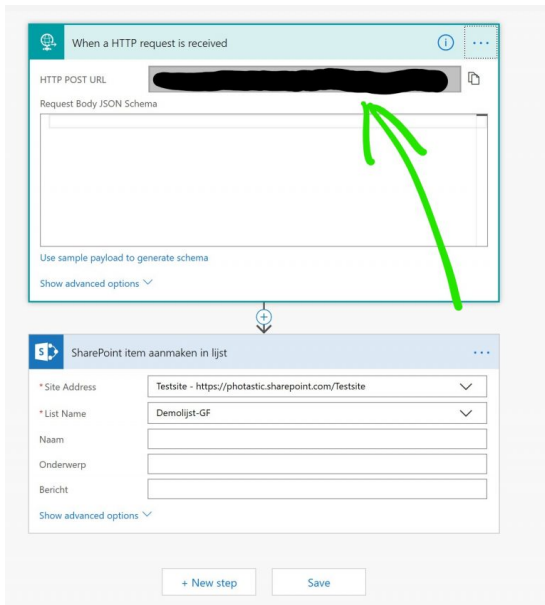 When a HTTP request is received
HTTP POST URL
Request Body JSON Schema
Use sample payload to generate schema
Show advanced options
SharePoint item aanmaken in lijst
* Site Address Testsite - https://photastic.sharepoint.com/Testsite
* List Name Demolijst-GF
Naam
Onderwerp
Bericht
Show advanced options
+ New step Save